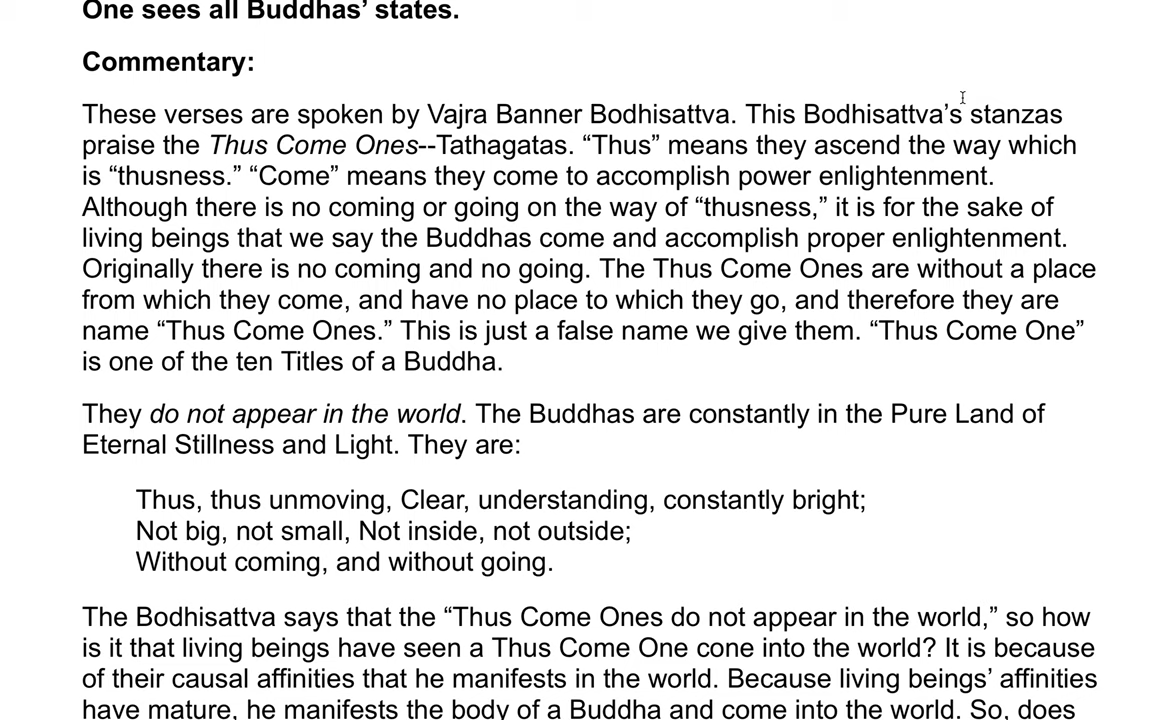 One sees all Buddhas’ states.
Commentary:
These verses are spoken by Vajra Banner Bodhisattva. This Bodhisattva’s stanzas
praise the Thus Come Ones--Tathagatas. “Thus” means they ascend the way which
is “thusness.” “Come” means they come to accomplish power enlightenment.
Although there is no coming or going on the way of “thusness,” it is for the sake of
living beings that we say the Buddhas come and accomplish proper enlightenment.
Originally there is no coming and no going. The Thus Come Ones are without a place
from which they come, and have no place to which they go, and therefore they are
name “Thus Come Ones.” This is just a false name we give them. “Thus Come One”
is one of the ten Titles of a Buddha.
They do not appear in the world. The Buddhas are constantly in the Pure Land of
Eternal Stillness and Light. They are:
Thus, thus unmoving, Clear, understanding, constantly bright;
Not big, not small, Not inside, not outside;
Without coming, and without going.
The Bodhisattva says that the “Thus Come Ones do not appear in the world,” so how
is it that living beings have seen a Thus Come One cone into the world? It is because
of their causal affinities that he manifests in the world. Because living beings’ affinities
have mature, he manifests the body of a Buddha and come into the world. So, does